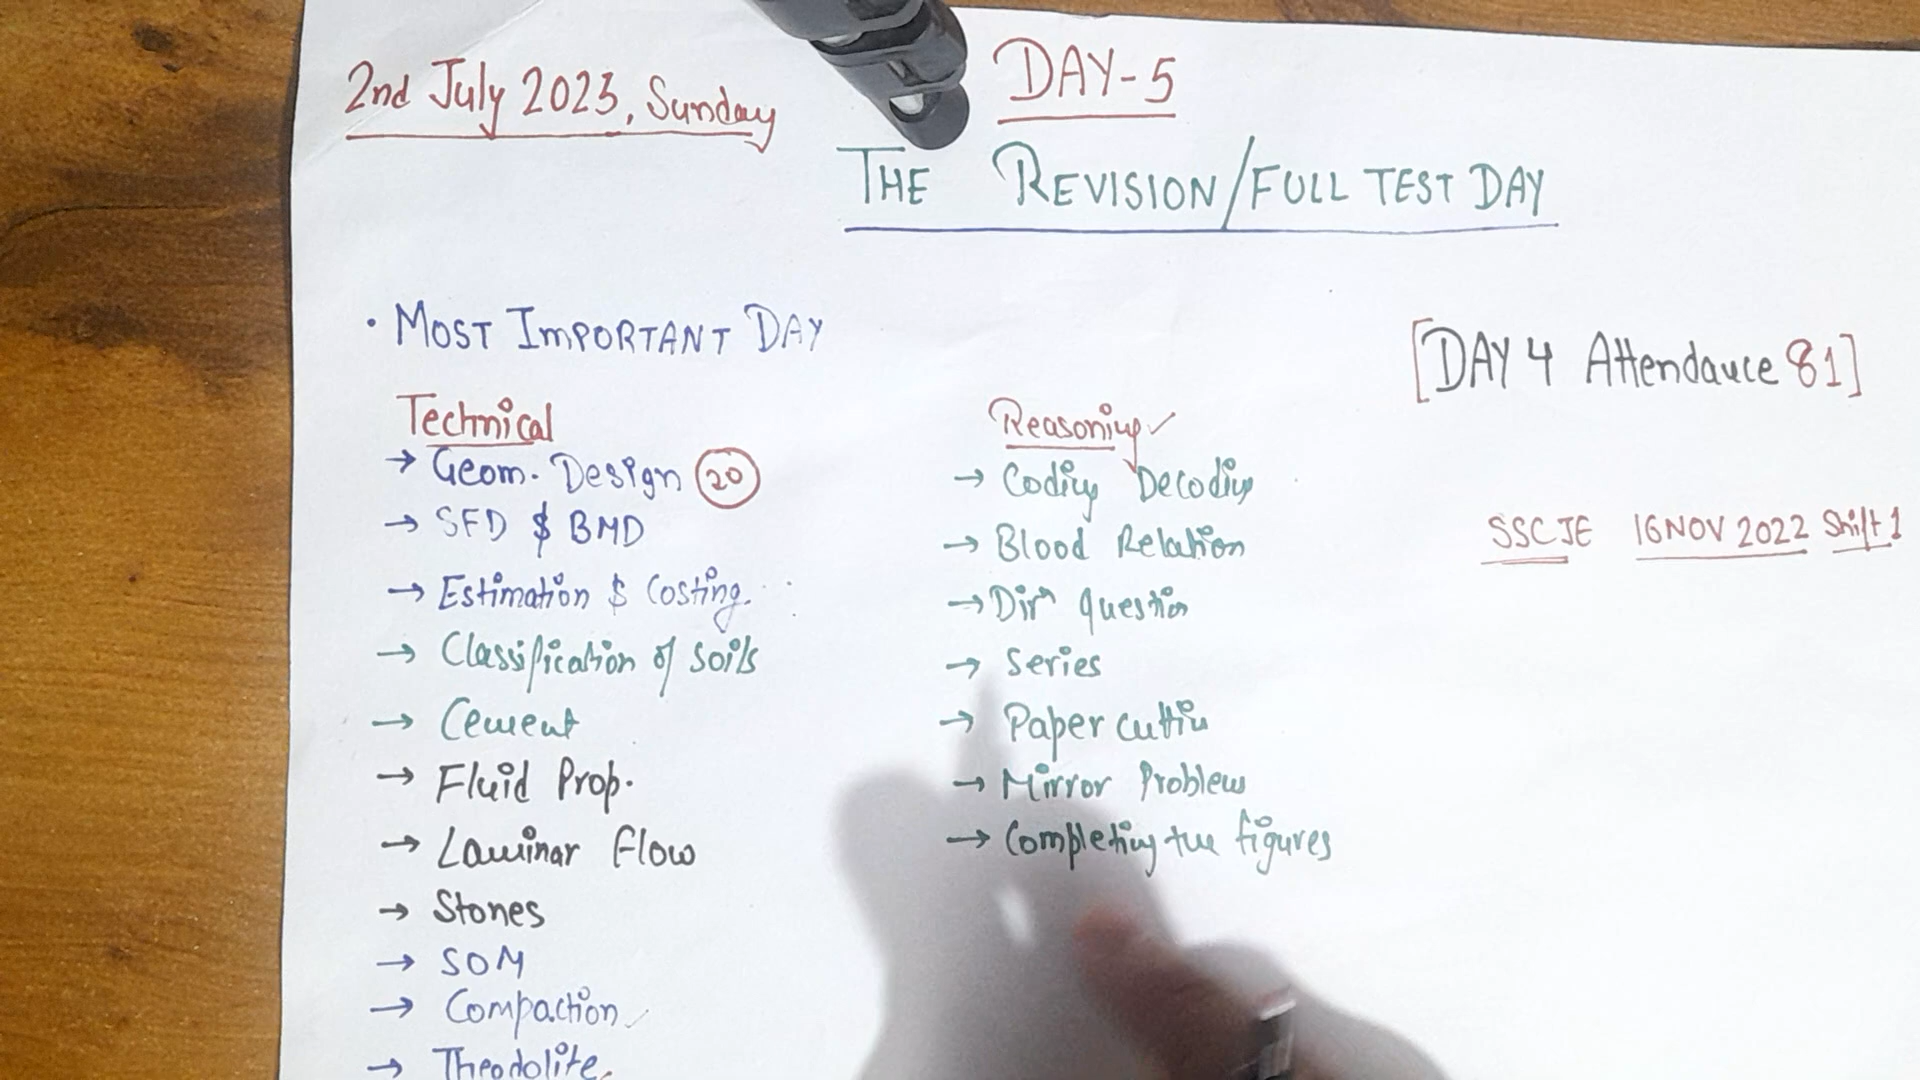 2nd July 2023, Sunday
DAY-5
THE REVISION/FULL TEST DAY
• MOST IMPORTANT DAY
[DAY 4 Attendance 81]
Technical
→ Geom. Design 20
→ SFD $ BMD
→ Estimation $ Costing.
→ Classification of soils
→ Cement
→ Fluid Prop.
→ Laminar flow
→ Stones
→ SOM
→ Compaction
→ Theodolite
Reasoning ✓
→ Coding Decoding
→ Blood Relation
→ Dirⁿ question
→ Series
→ Paper cuttin
→ Mirror Problem
→ Completing the figures
SSC JE 16 NOV 2022 Shift 1